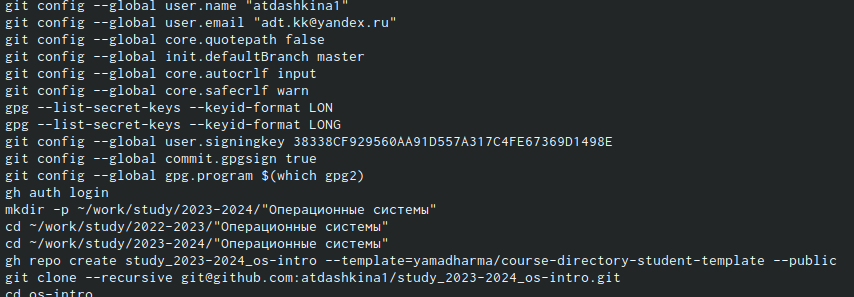 git config --global user.name "atdashkina1"
git config --global user.email "adt.kk@yandex.ru"
git config --global core.quotepath false
git config --global init.defaultBranch master
git config --global core.autocrlf input
git config --global core.safecrlf warn
gpg --list-secret-keys --keyid-format LON
gpg --list-secret-keys --keyid-format LONG
git config --global user.signingkey 38338CF929560AA91D557A317C4FE67369D1498E
git config --global commit.gpgsign true
git config --global gpg.program $(which gpg2)
gh auth login
mkdir -p ~/work/study/2023-2024/"Операционные системы"
cd ~/work/study/2022-2023/"Операционные системы"
cd ~/work/study/2023-2024/"Операционные системы"
gh repo create study_2023-2024_os-intro --template=yamadharma/course-directory-student-template --public
git clone --recursive git@github.com:atdashkina1/study_2023-2024_os-intro.git
cd os-intro